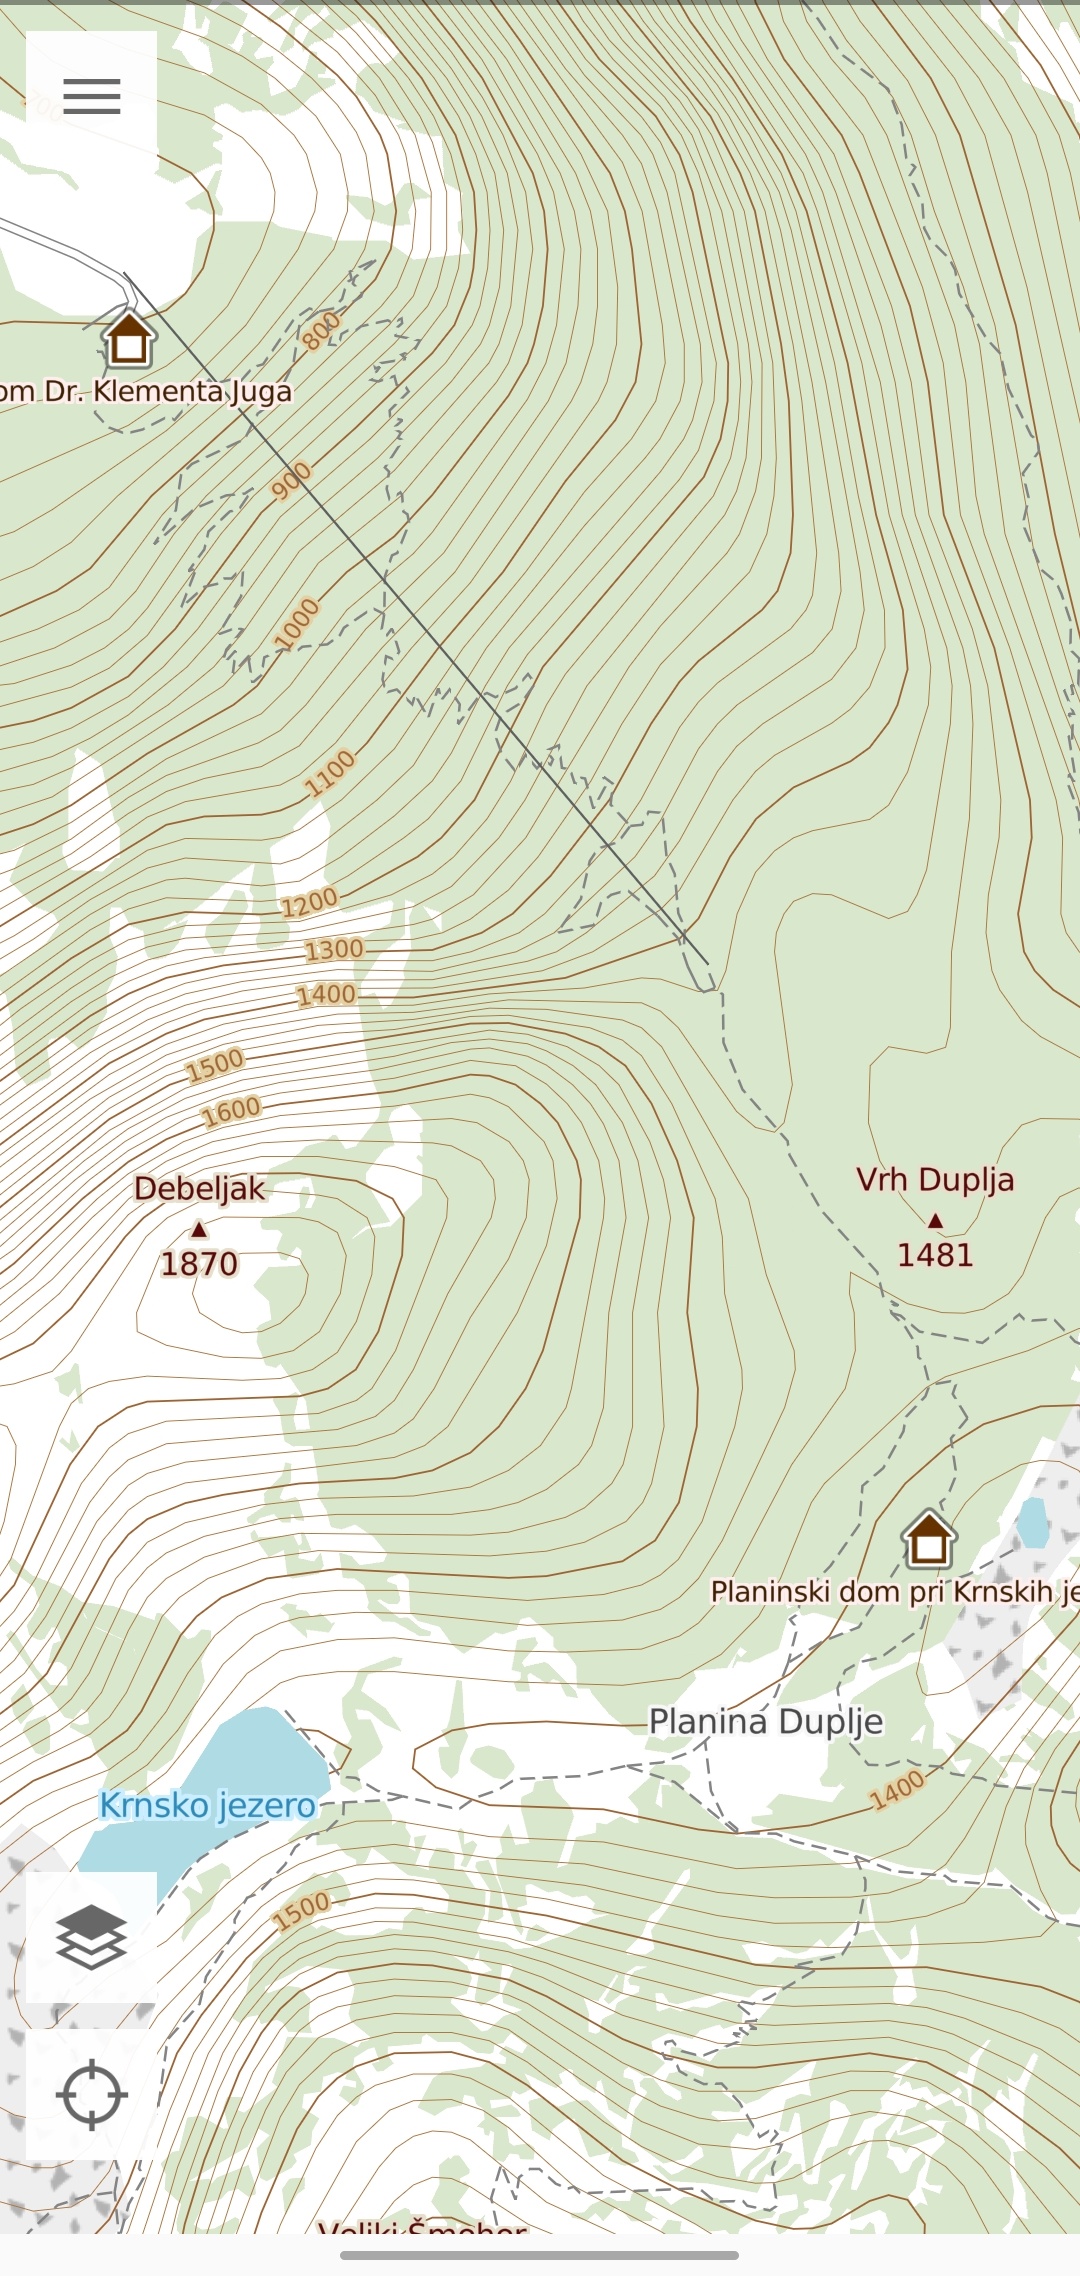 700
800
om Dr. Klementa Juga
900
1000
1100
1200
1300
1400
1500
1600
Debeljak
1870
Vrh Duplja
1481
Planinski dom pri Krnskih je
Planina Duplje
1400
Krnsko jezero
1500
Veliki Šmohor